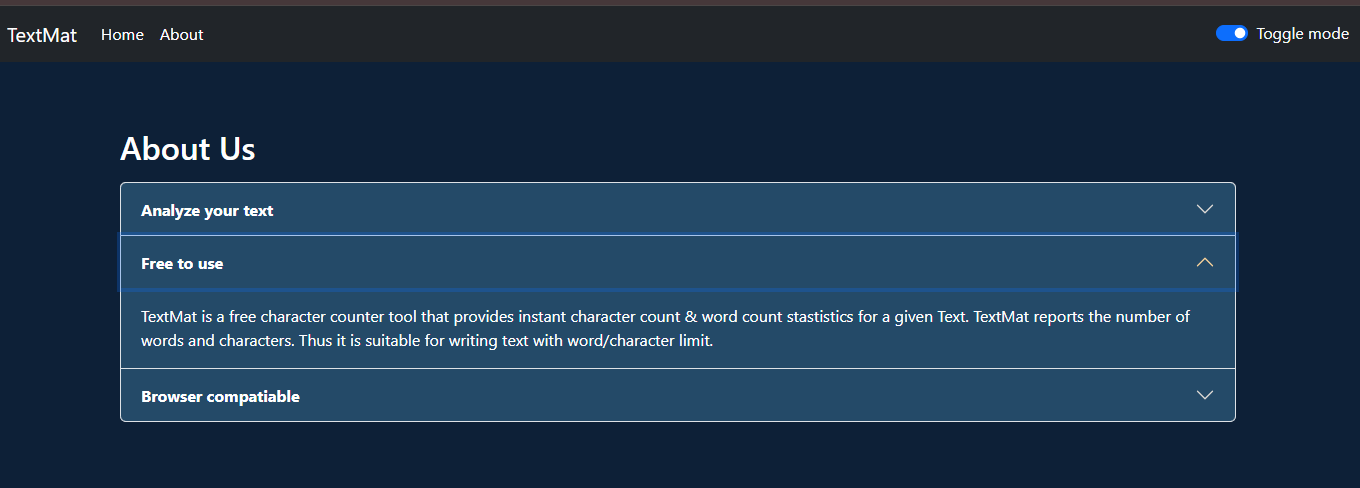 TextMat Home About Toggle mode
About Us
Analyze your text
Free to use
TextMat is a free character counter tool that provides instant character count & word count stastistics for a given Text. TextMat reports the number of
words and characters. Thus it is suitable for writing text with word/character limit.
Browser compatiable